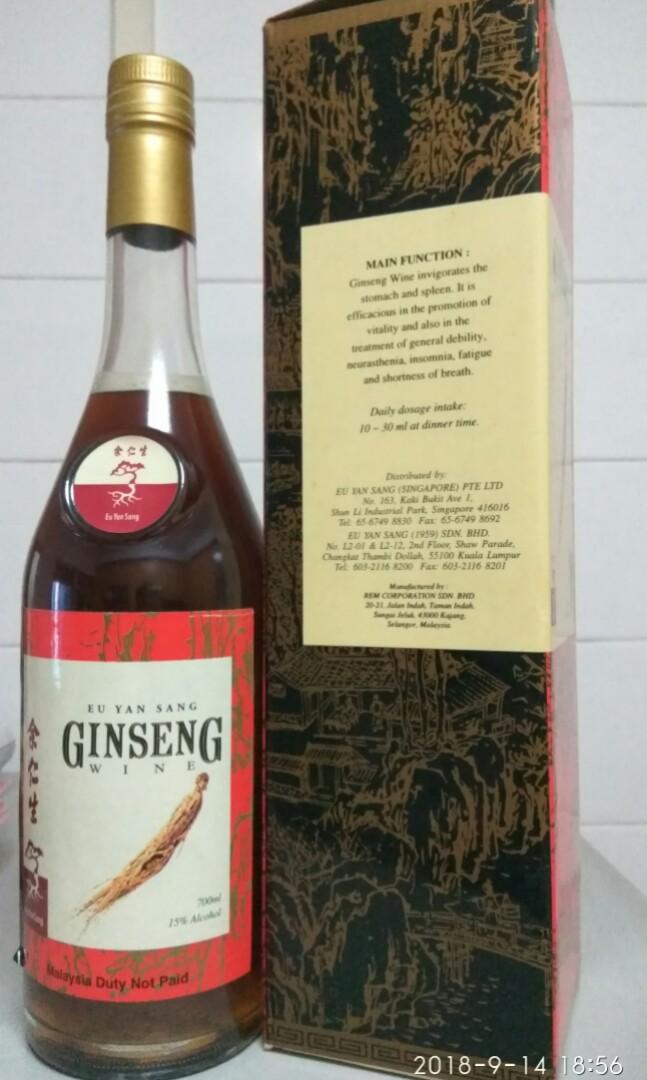 余仁生
Eu Yan Sang
EU YAN SANG
GINSENG
WINE
余仁生
700ml
15% Alcohol
Malaysia Duty Not Paid
MAIN FUNCTION :
Ginseng Wine invigorates the
stomach and spleen. It is
efficacious in the promotion of
vitality and also in the
treatment of general debility,
neurasthenia, insomnia, fatigue
and shortness of breath.
Daily dosage intake:
10 ~ 30 ml at dinner time.
Distributed by:
EU YAN SANG (SINGAPORE) PTE LTD
No. 163, Kaki Bukit Ave 1,
Shun Li Industrial Park, Singapore 416016
Tel: 65-6749 8830 Fax: 65-6749 8692
EU YAN SANG (1959) SDN. BHD.
No. L2-01 & L2-12, 2nd Floor, Shaw Parade,
Changkat Thambi Dollah, 55100 Kuala Lumpur
Tel: 603-2116 8200 Fax: 603-2116 8201
Manufactured by :
REM CORPORATION SDN. BHD.
20-21, Jalan Indah, Taman Indah,
Sungai Jeluk, 43000 Kajang,
Selangor, Malaysia.
2018-9-14 18:56